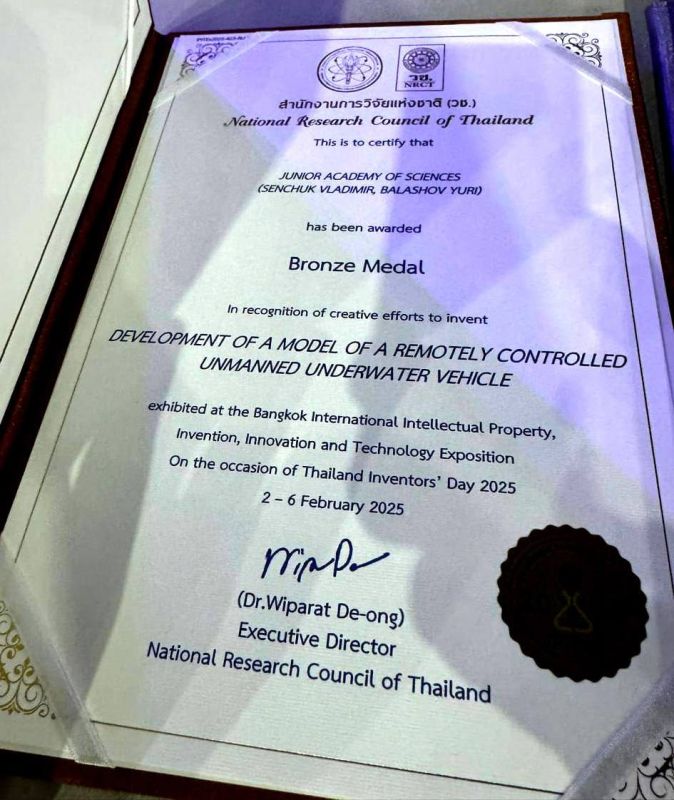 วช.
NRCT
สำนักงานการวิจัยแห่งชาติ (วช.)
National Research Council of Thailand
This is to certify that
JUNIOR ACADEMY OF SCIENCES
(SENCHUK VLADIMIR, BALASHOV YURI)
has been awarded
Bronze Medal
In recognition of creative efforts to invent
DEVELOPMENT OF A MODEL OF A REMOTELY CONTROLLED
UNMANNED UNDERWATER VEHICLE
exhibited at the Bangkok International Intellectual Property,
Invention, Innovation and Technology Exposition
On the occasion of Thailand Inventors' Day 2025
2 – 6 February 2025
(Dr.Wiparat De-ong)
Executive Director
National Research Council of Thailand